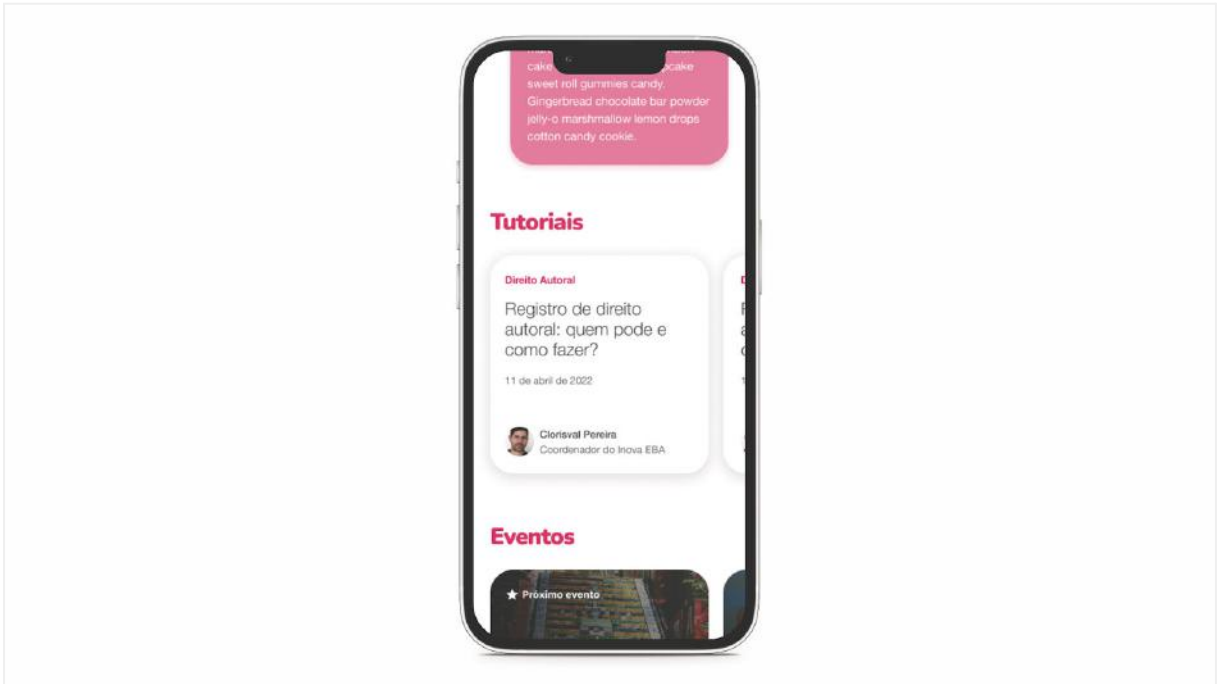 cake
cake
sweet roll gummies candy.
Gingerbread chocolate bar powder
jelly-o marshmallow lemon drops
cotton candy cookie.
Tutoriais
Direito Autoral
Registro de direito
autoral: quem pode e
como fazer?
11 de abril de 2022
Clorisval Pereira
Coordenador do Inova EBA
Eventos
★ Próximo evento